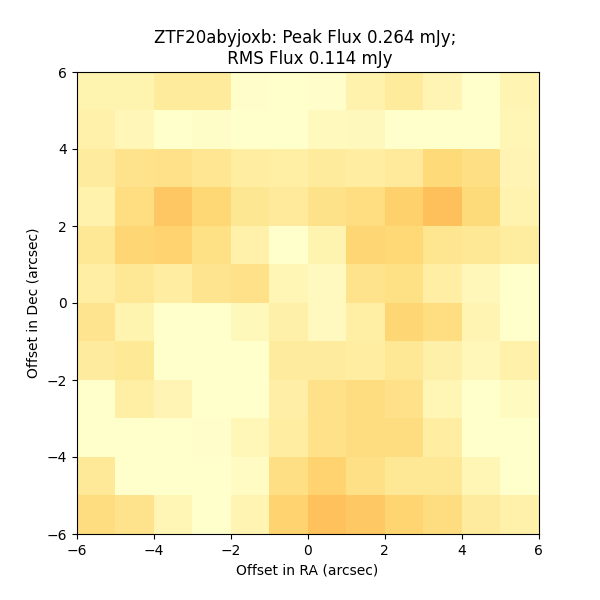 ZTF20abyjoxb: Peak Flux 0.264 mJy;
RMS Flux 0.114 mJy
6
4
2
0
−2
−4
−6
Offset in Dec (arcsec)
−6 −4 −2 0 2 4 6
Offset in RA (arcsec)